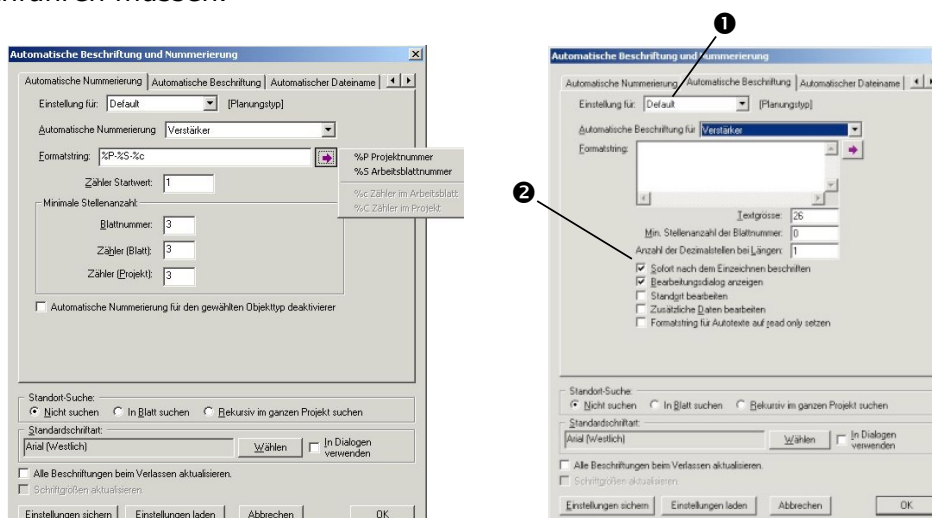 ❶
Automatische Beschriftung und Nummerierung
Automatische Nummerierung Automatische Beschriftung Automatischer Dateiname
Einstellung für: Default [Planungstyp]
Automatische Nummerierung Verstärker
Formatstring: %P-%S-%c
%P Projektnummer
%S Arbeitsblattnummer
%c Zähler im Arbeitsblatt
%C Zähler im Projekt
Zähler Startwert: 1
Minimale Stellenanzahl:
Blattnummer: 3
Zähler (Blatt): 3
Zähler (Projekt): 3
Automatische Nummerierung für den gewählten Objekttyp deaktivierer
Standort-Suche:
Nicht suchen In Blatt suchen Rekursiv im ganzen Projekt suchen
Standardschriftart:
Arial (Westlich) Wählen In Dialogen verwenden
Alle Beschriftungen beim Verlassen aktualisieren.
Schriftgrößen aktualisieren.
Einstellungen sichern Einstellungen laden Abbrechen OK
Automatische Beschriftung und Nummerierung
Automatische Nummerierung Automatische Beschriftung Automatischer Dateiname
Einstellung für: Default [Planungstyp]
Automatische Beschriftung für Verstärker
Formatstring:
❷
Textgrösse: 26
Min. Stellenanzahl der Blattnummer: 0
Anzahl der Dezimalstellen bei Längen: 1
Sofort nach dem Einzeichnen beschriften
Bearbeitungsdialog anzeigen
Standort bearbeiten
Zusätzliche Daten bearbeiten
Formatstring für Autotexte auf read only setzen
Standort-Suche:
Nicht suchen In Blatt suchen Rekursiv im ganzen Projekt suchen
Standardschriftart:
Arial (Westlich) Wählen In Dialogen verwenden
Alle Beschriftungen beim Verlassen aktualisieren.
Schriftgrößen aktualisieren.
Einstellungen sichern Einstellungen laden Abbrechen OK